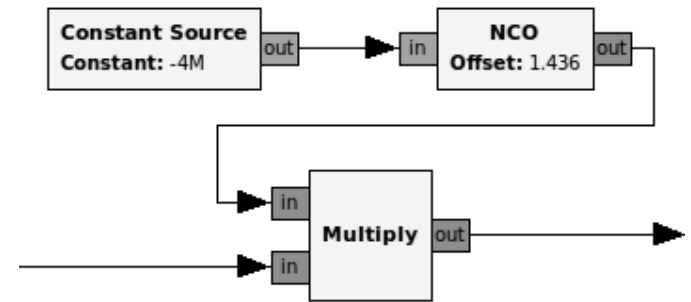 Constant Source
Constant: -4M
out
in
NCO
Offset: 1.436
out
in
in
Multiply
out